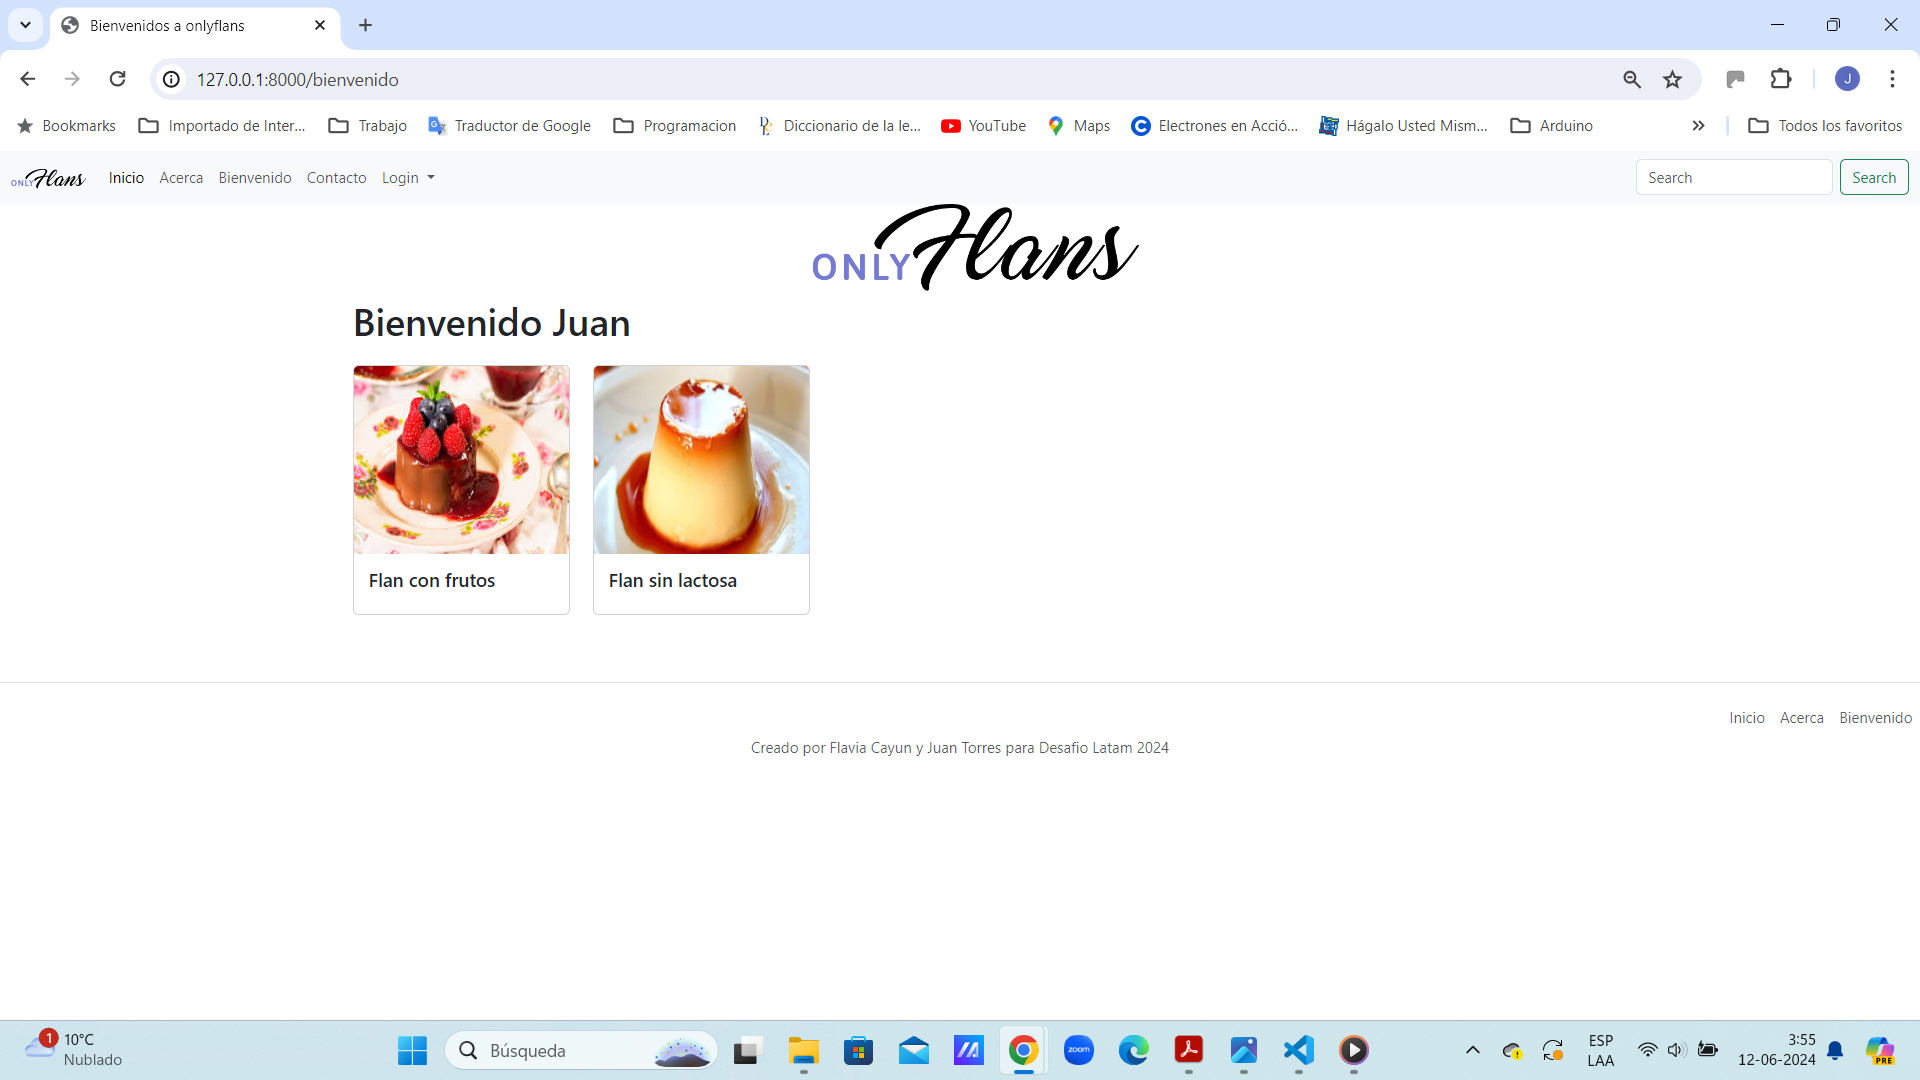 Bienvenidos a onlyflans
127.0.0.1:8000/bienvenido
Bookmarks Importado de Inter... Trabajo Traductor de Google Programacion Diccionario de la le... YouTube Maps Electrones en Acció... Hágalo Usted Mism... Arduino Todos los favoritos
J
ONLY Flans Inicio Acerca Bienvenido Contacto Login Search Search
ONLY Flans
Bienvenido Juan
Flan con frutos Flan sin lactosa
Inicio Acerca Bienvenido
Creado por Flavia Cayun y Juan Torres para Desafio Latam 2024
1 10°C
Nublado
Búsqueda
zoom
ESP
LAA
3:55
12-06-2024
PRE